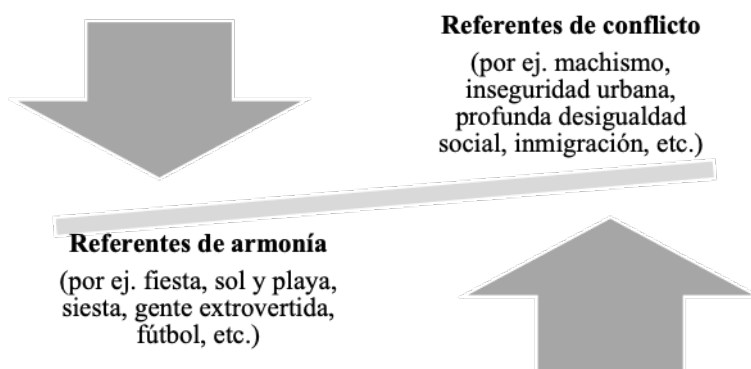 Referentes de conflicto
(por ej. machismo,
inseguridad urbana,
profunda desigualdad
social, inmigración, etc.)
Referentes de armonía
(por ej. fiesta, sol y playa,
siesta, gente extrovertida,
fútbol, etc.)